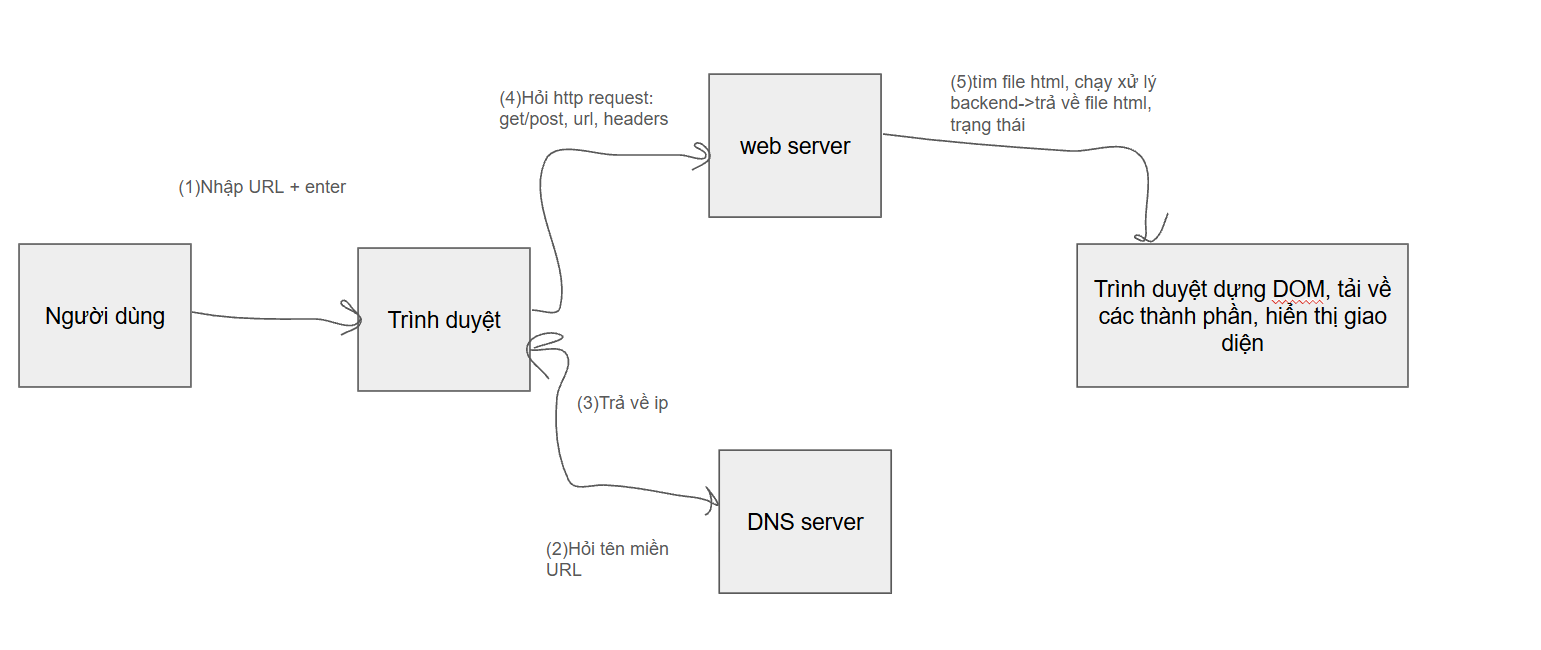 (1)Nhập URL + enter
Người dùng
Trình duyệt
(4)Hỏi http request:
get/post, url, headers
web server
(5)tìm file html, chạy xử lý
backend->trả về file html,
trạng thái
Trình duyệt dựng DOM, tải về
các thành phần, hiển thị giao
diện
(3)Trả về ip
(2)Hỏi tên miền
URL
DNS server